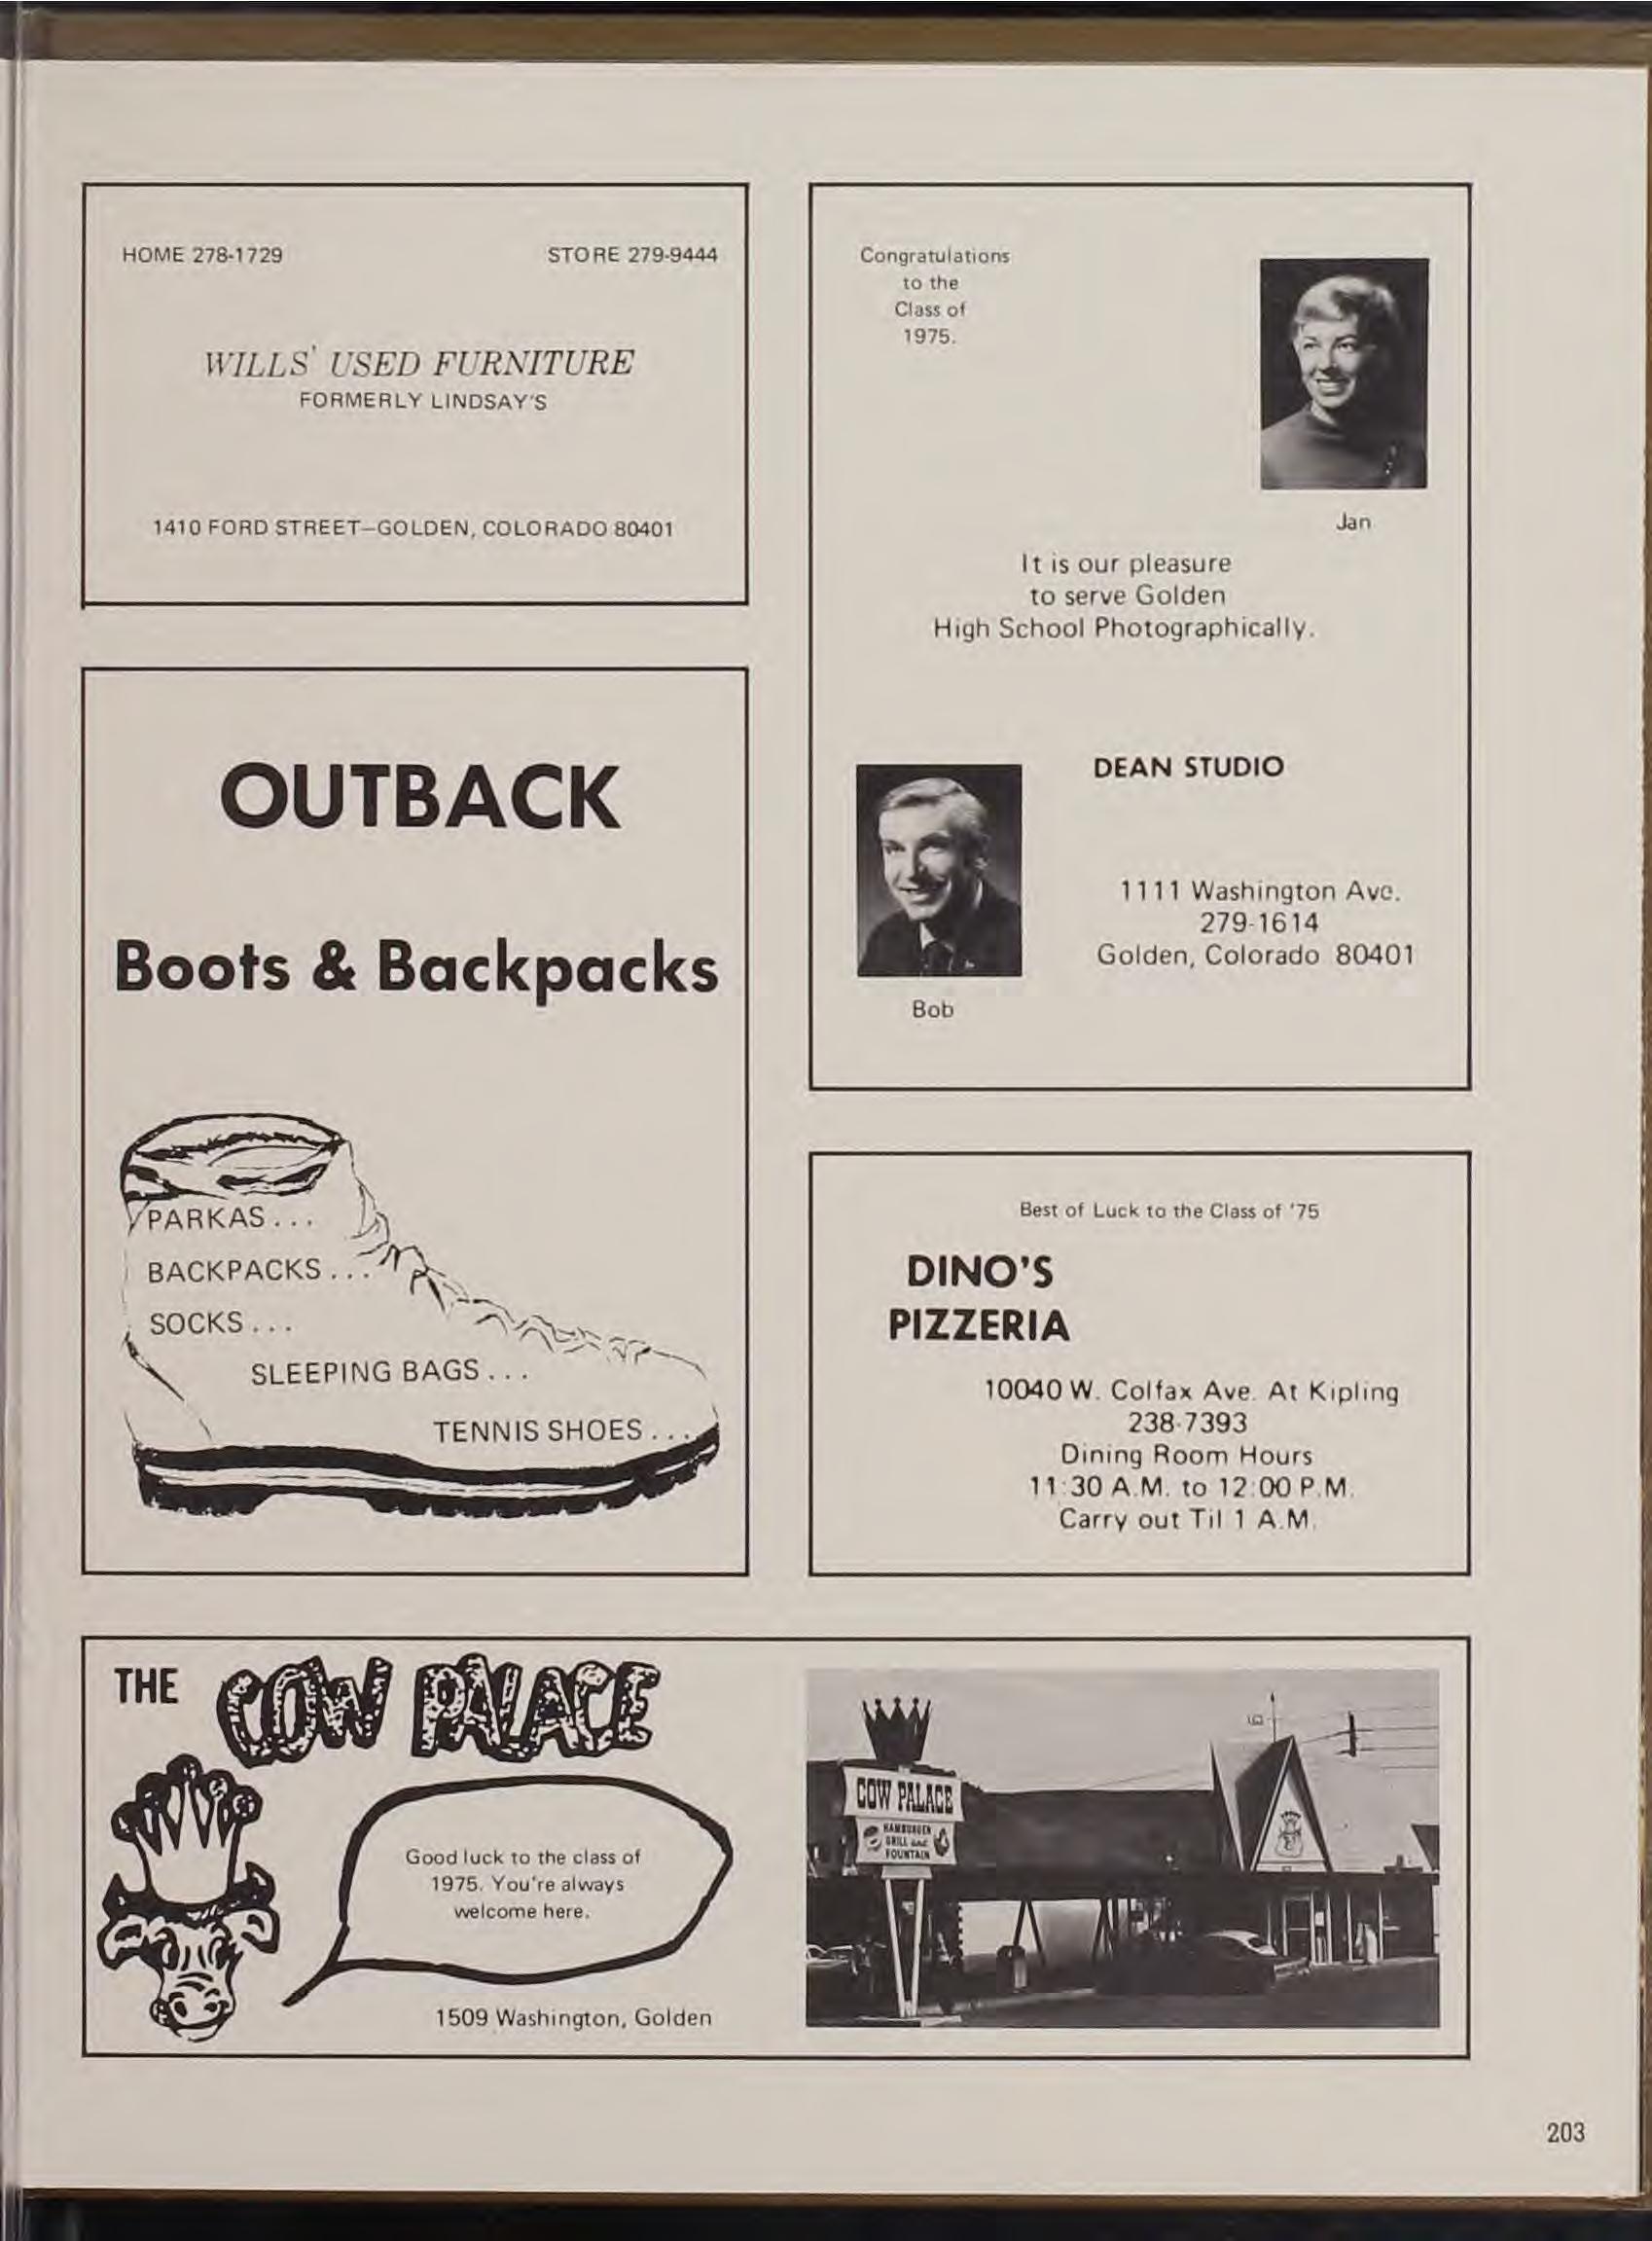 HOME 278-1729 STORE 279-9444
WILLS' USED FURNITURE
FORMERLY LINDSAY'S
1410 FORD STREET—GOLDEN, COLORADO 80401
OUTBACK
Boots & Backpacks
PARKAS...
BACKPACKS...
SOCKS...
SLEEPING BAGS...
TENNIS SHOES...
Congratulations
to the
Class of
1975.
Jan
It is our pleasure
to serve Golden
High School Photographically.
DEAN STUDIO
1111 Washington Ave.
279-1614
Golden, Colorado 80401
Bob
Best of Luck to the Class of '75
DINO'S
PIZZERIA
10040 W. Colfax Ave. At Kipling
238-7393
Dining Room Hours
11:30 A.M. to 12:00 P.M.
Carry out Til 1 A.M.
THE COW PALACE
Good luck to the class of
1975. You're always
welcome here.
1509 Washington, Golden
COW PALACE
HAMBURGER
GRILL and
FOUNTAIN
203